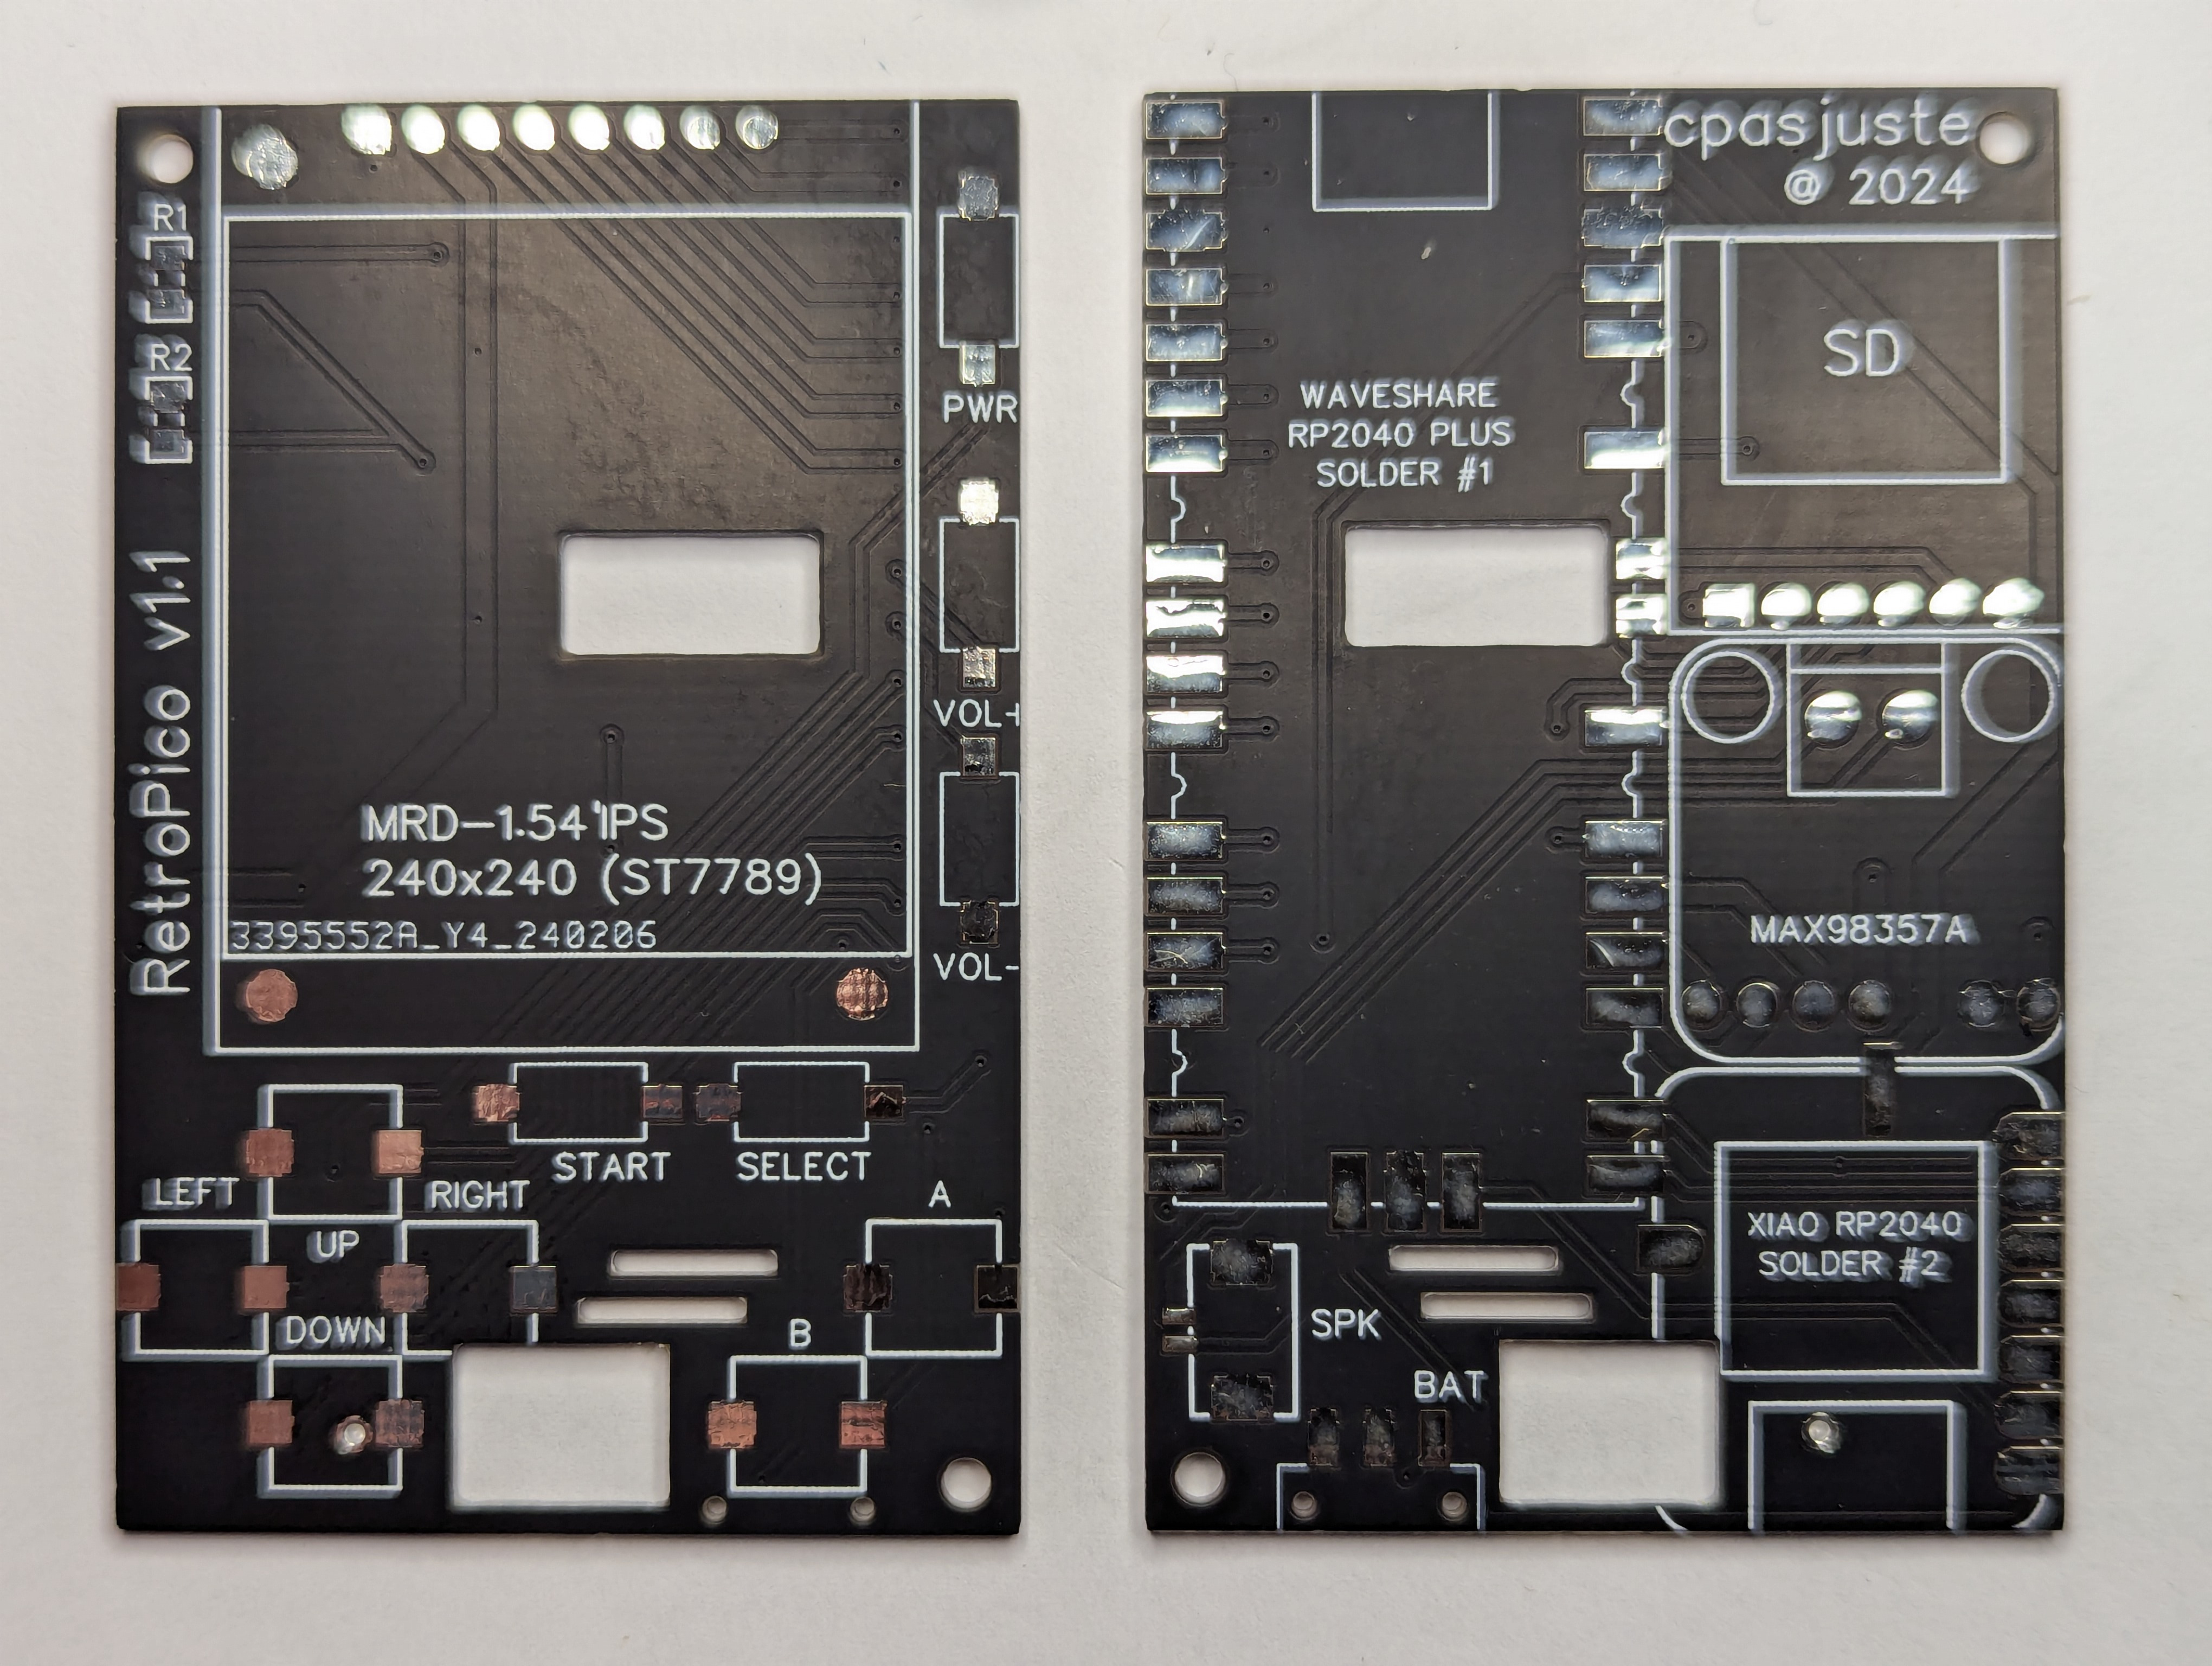 R1
R2
RetroPico v1.1
PWR
VOL+
VOL-
MRD-1.54'IPS
240x240 (ST7789)
3395552A_Y4_240206
START
SELECT
LEFT
RIGHT
UP
DOWN
A
B
cpasjuste
@ 2024
SD
WAVESHARE
RP2040 PLUS
SOLDER #1
MAX98357A
XIAO RP2040
SOLDER #2
SPK
BAT